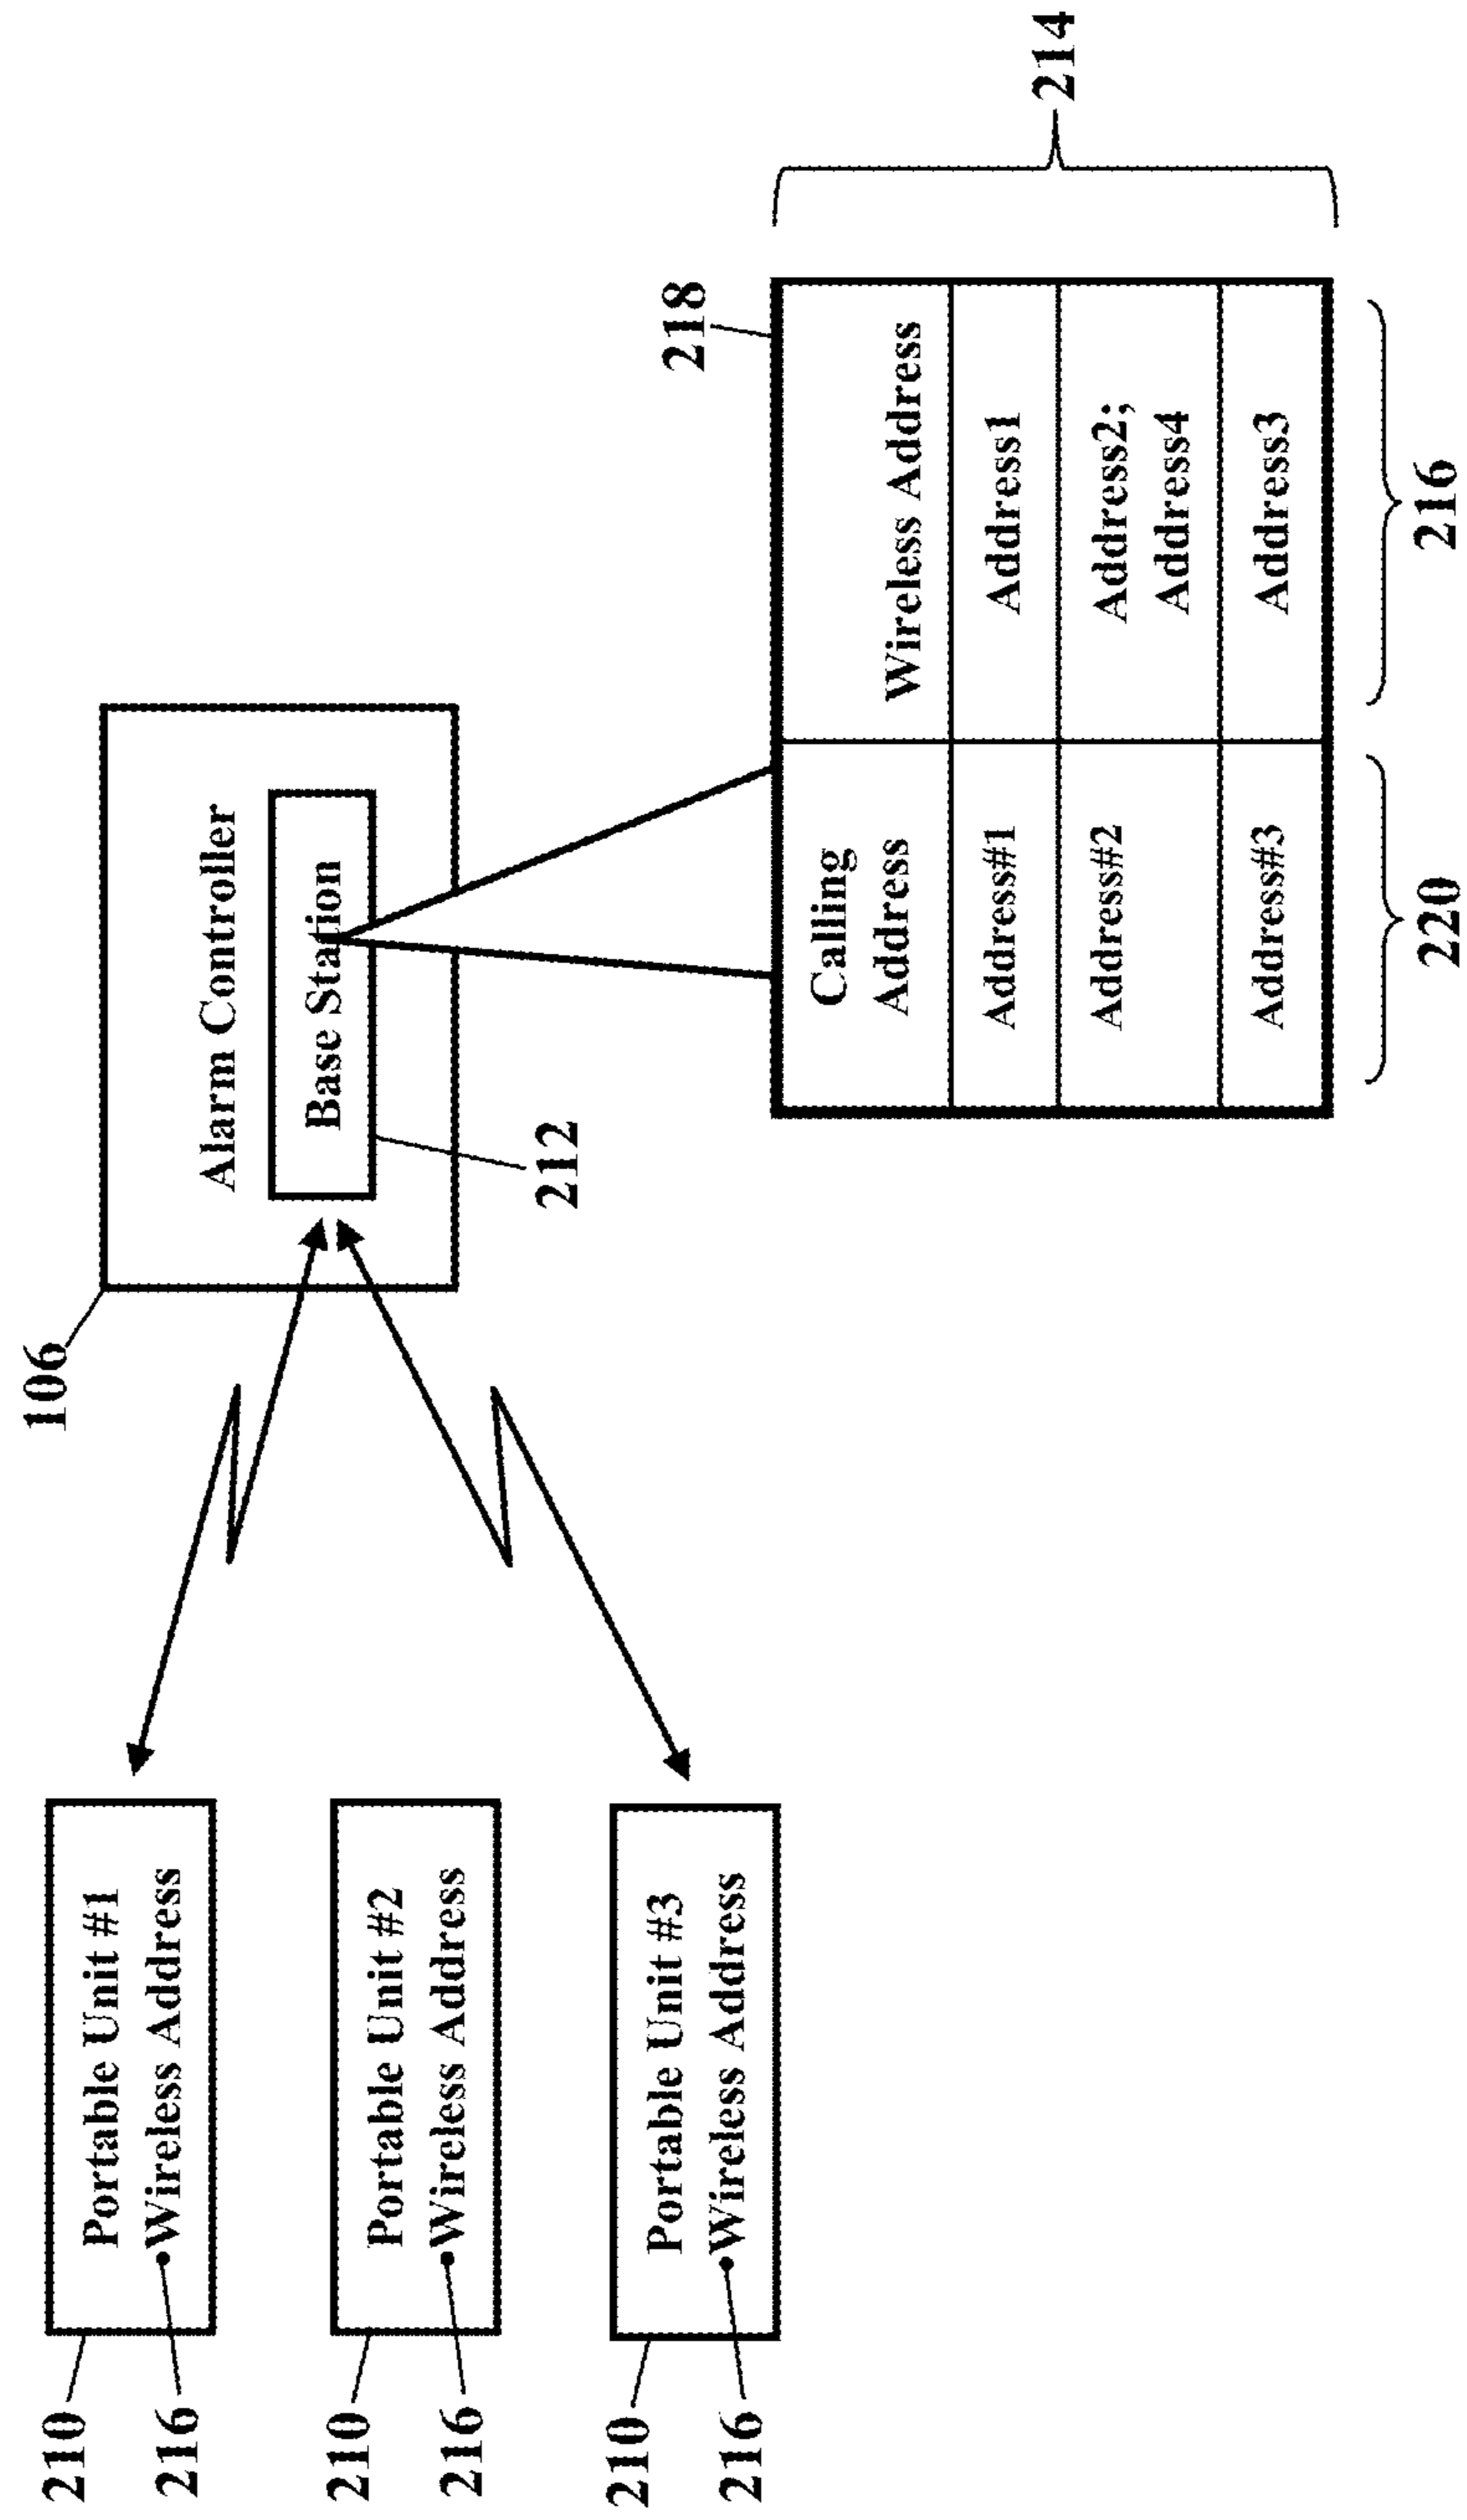 210
Portable Unit #1
Wireless Address
216
210
Portable Unit #2
Wireless Address
216
210
Portable Unit #3
Wireless Address
216
106
Alarm Controller
Base Station
212
218
Calling
Address
Wireless Address
Address#1
Address1
Address#2
Address2;
Address4
Address#3
Address3
220
216
214